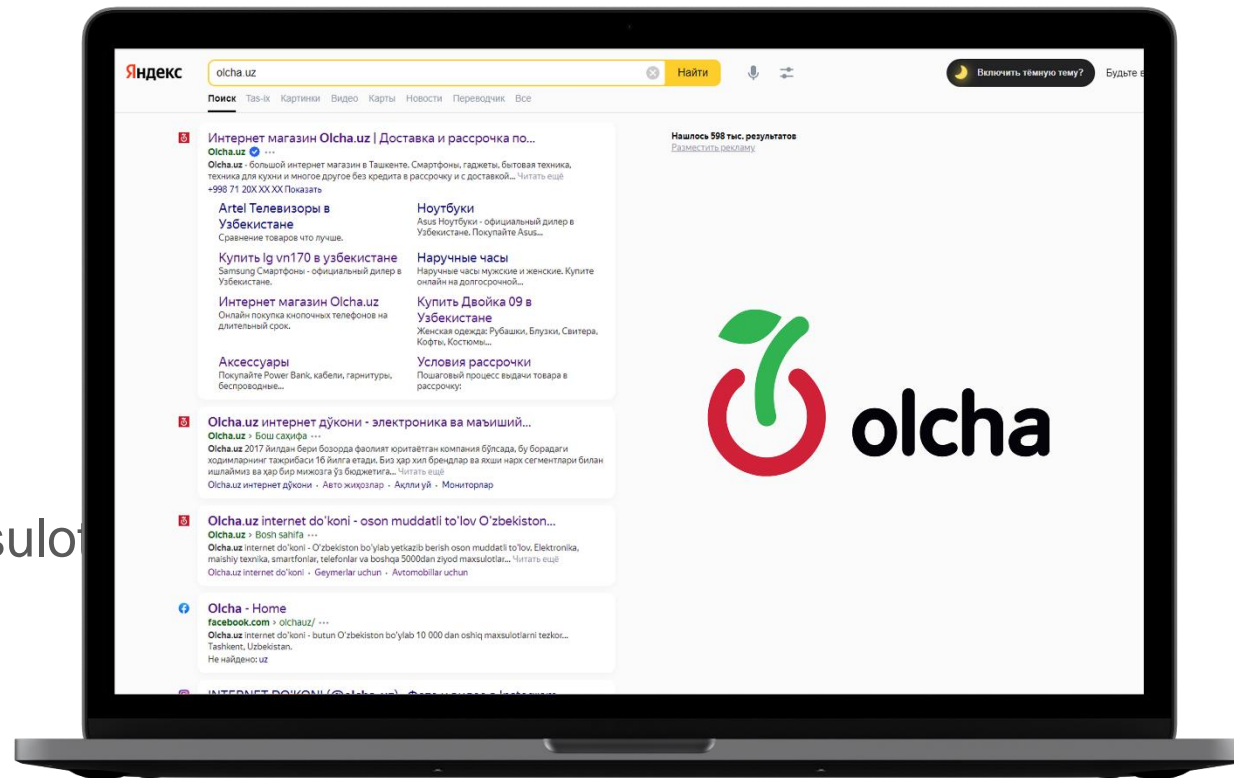 Яндекс
olcha.uz
Найти
Включить тёмную тему?
Будьте в
Поиск Tas-ix Картинки Видео Карты Новости Переводчик Все
Интернет магазин Olcha.uz | Доставка и рассрочка по...
Olcha.uz ...
Olcha.uz - большой интернет магазин в Ташкенте. Смартфоны, гаджеты, бытовая техника,
техника для кухни и многое другое без кредита в рассрочку и с доставкой... Читать ещё
+998 71 20X XX XX Показать
Artel Телевизоры в
Узбекистане
Сравнение товаров что лучше.
Ноутбуки
Asus Ноутбуки - официальный дилер в
Узбекистане. Покупайте Asus...
Купить lg vn170 в узбекистане
Samsung Смартфоны - официальный дилер в
Узбекистане.
Наручные часы
Наручные часы мужские и женские. Купите
онлайн на долгосрочной...
Интернет магазин Olcha.uz
Онлайн покупка кнопочных телефонов на
длительный срок.
Купить Двойка 09 в
Узбекистане
Женская одежда: Рубашки, Блузки, Свитера,
Кофты, Костюмы...
Аксессуары
Покупайте Power Bank, кабели, гарнитуры,
беспроводные...
Условия рассрочки
Пошаговый процесс выдачи товара в
рассрочку:
Нашлось 598 тыс. результатов
Разместить рекламу
olcha
Olcha.uz интернет дўкони - электроника ва маъиший...
Olcha.uz › Бош саҳифа ...
Olcha.uz 2017 йилдан бери бозорда фаолият юритаётган компания бўлсада, бу борадаги
ходимларнинг тажрибаси 16 йилга етади. Биз ҳар хил брендлар ва яхши нарх сегментлари билан
ишлаймиз ва ҳар бир мижозга ўз бюджетига... Читать ещё
Olcha.uz интернет дўкони · Авто жиҳозлар · Ақлли уй · Мониторлар
sulot
Olcha.uz internet do'koni - oson muddatli to'lov O'zbekiston...
Olcha.uz › Bosh sahifa ...
Olcha.uz internet do'koni - O'zbekiston bo'ylab yetkazib berish oson muddatli to'lov. Elektronika,
maishiy texnika, smartfonlar, telefonlar va boshqa 5000dan ziyod maxsulotlar... Читать ещё
Olcha.uz internet do'koni · Geymerlar uchun · Avtomobillar uchun
Olcha - Home
facebook.com › olchauz/ ...
Olcha.uz internet do'koni - butun O'zbekiston bo'ylab 10 000 dan oshiq maxsulotlarni tezkor...
Tashkent, Uzbekistan.
Не найдено: uz
INTERNET DO'KONI (@olcha_uz) - Фото и видео в Instagram